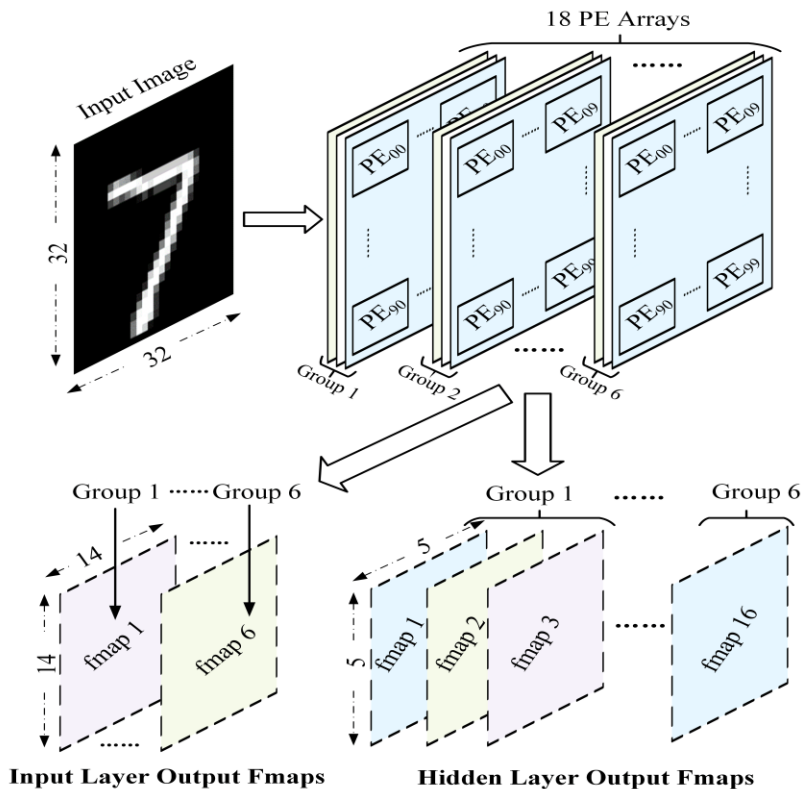 18 PE Arrays
......
Input Image
32
32
PE00 ...... PE09
PE90 ......
PE00 ...... PE09
PE90 ...... PE99
PE00 ...... PE09
PE90 ...... PE99
......
Group 1
Group 2
Group 6
Group 1 ...... Group 6
14
......
14
fmap 1
fmap 6
......
Input Layer Output Fmaps
Group 1 ...... Group 6
5
5
fmap 1
fmap 2
fmap 3
......
fmap 16
Hidden Layer Output Fmaps